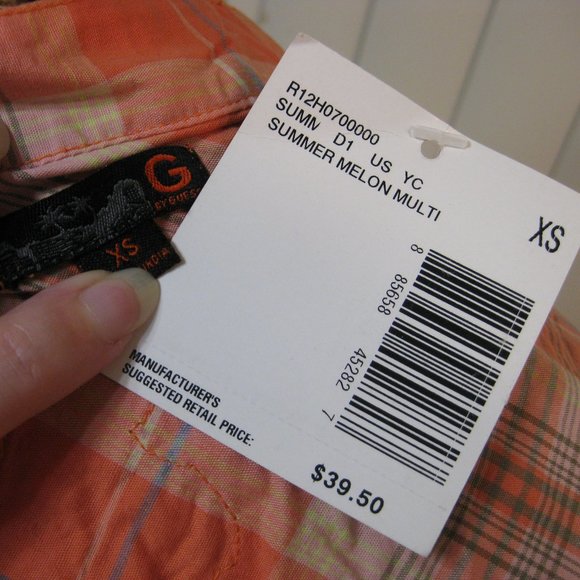 R12H0700000
SUMV D1 US YC
SUMMER MELON MULTI
XS
8 85658 45282 7
MANUFACTURER'S
SUGGESTED RETAIL PRICE:
$39.50
G
BY GUESS
XS